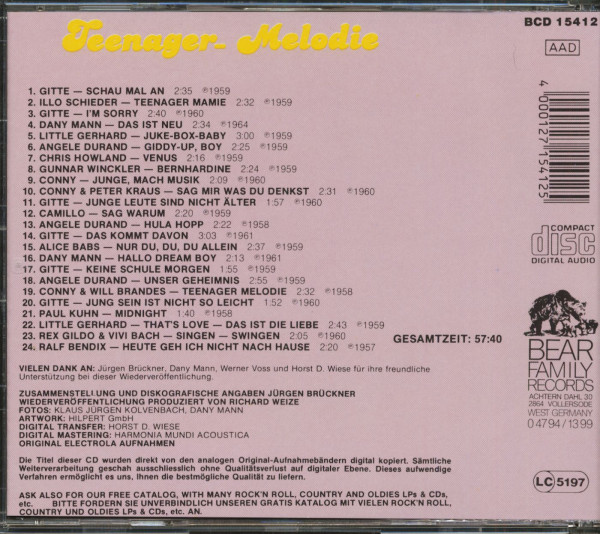 BCD 15412
Teenager- Melodie
AAD
1. GITTE — SCHAU MAL AN 2:35 ℗1959
2. ILLO SCHIEDER — TEENAGER MAMIE 2:32 ℗1959
3. GITTE — I'M SORRY 2:40 ℗1960
4. DANY MANN — DAS IST NEU 2:34 ℗1964
5. LITTLE GERHARD — JUKE-BOX-BABY 3:00 ℗1959
6. ANGELE DURAND — GIDDY-UP, BOY 2:25 ℗1959
7. CHRIS HOWLAND — VENUS 2:16 ℗1959
8. GUNNAR WINCKLER — BERNHARDINE 2:24 ℗1959
9. CONNY — JUNGE, MACH MUSIK 2:09 ℗1959
10. CONNY & PETER KRAUS — SAG MIR WAS DU DENKST 2:31 ℗1960
11. GITTE — JUNGE LEUTE SIND NICHT ÄLTER 1:57 ℗1960
12. CAMILLO — SAG WARUM 2:20 ℗1959
13. ANGELE DURAND — HULA HOPP 2:22 ℗1958
14. GITTE — DAS KOMMT DAVON 3:03 ℗1961
15. ALICE BABS — NUR DU, DU, DU ALLEIN 2:37 ℗1959
16. DANY MANN — HALLO DREAM BOY 2:13 ℗1961
17. GITTE — KEINE SCHULE MORGEN 1:55 ℗1959
18. ANGELE DURAND — UNSER GEHEIMNIS 2:55 ℗1959
19. CONNY & WILL BRANDES — TEENAGER MELODIE 2:32 ℗1958
20. GITTE — JUNG SEIN IST NICHT SO LEICHT 1:52 ℗1960
21. PAUL KUHN — MIDNIGHT 1:40 ℗1958
22. LITTLE GERHARD — THAT'S LOVE — DAS IST DIE LIEBE 2:43 ℗1959
23. REX GILDO & VIVI BACH — SINGEN — SWINGEN 2:05 ℗1960
24. RALF BENDIX — HEUTE GEH ICH NICHT NACH HAUSE 2:20 ℗1957
GESAMTZEIT: 57:40
4 000127 154125
COMPACT
disc
DIGITAL AUDIO
BEAR
FAMILY
RECORDS
ACHTERN DAHL 30
2864 VOLLERSODE
WEST GERMANY
0 47 94 / 13 99
VIELEN DANK AN: Jürgen Brückner, Dany Mann, Werner Voss und Horst D. Wiese für ihre freundliche
Unterstützung bei dieser Wiederveröffentlichung.
ZUSAMMENSTELLUNG UND DISKOGRAFISCHE ANGABEN JÜRGEN BRÜCKNER
WIEDERVERÖFFENTLICHUNG PRODUZIERT VON RICHARD WEIZE
FOTOS: KLAUS JÜRGEN KOLVENBACH, DANY MANN
ARTWORK: HILPERT GmbH
DIGITAL TRANSFER: HORST D. WIESE
DIGITAL MASTERING: HARMONIA MUNDI ACOUSTICA
ORIGINAL ELECTROLA AUFNAHMEN
Die Titel dieser CD wurden direkt von den analogen Original-Aufnahmebändern digital kopiert. Sämtliche
Weiterverarbeitung geschah ausschliesslich ohne Qualitätsverlust auf digitaler Ebene. Dieses aufwendige
Verfahren ermöglicht es uns, Ihnen die bestmögliche Qualität zu liefern.
LC 5197
ASK ALSO FOR OUR FREE CATALOG, WITH MANY ROCK'N ROLL, COUNTRY AND OLDIES LPs & CDs,
etc. BITTE FORDERN SIE UNVERBINDLICH UNSEREN GRATIS KATALOG MIT VIELEN ROCK'N ROLL,
COUNTRY UND OLDIES LPs & CDs, etc. AN.